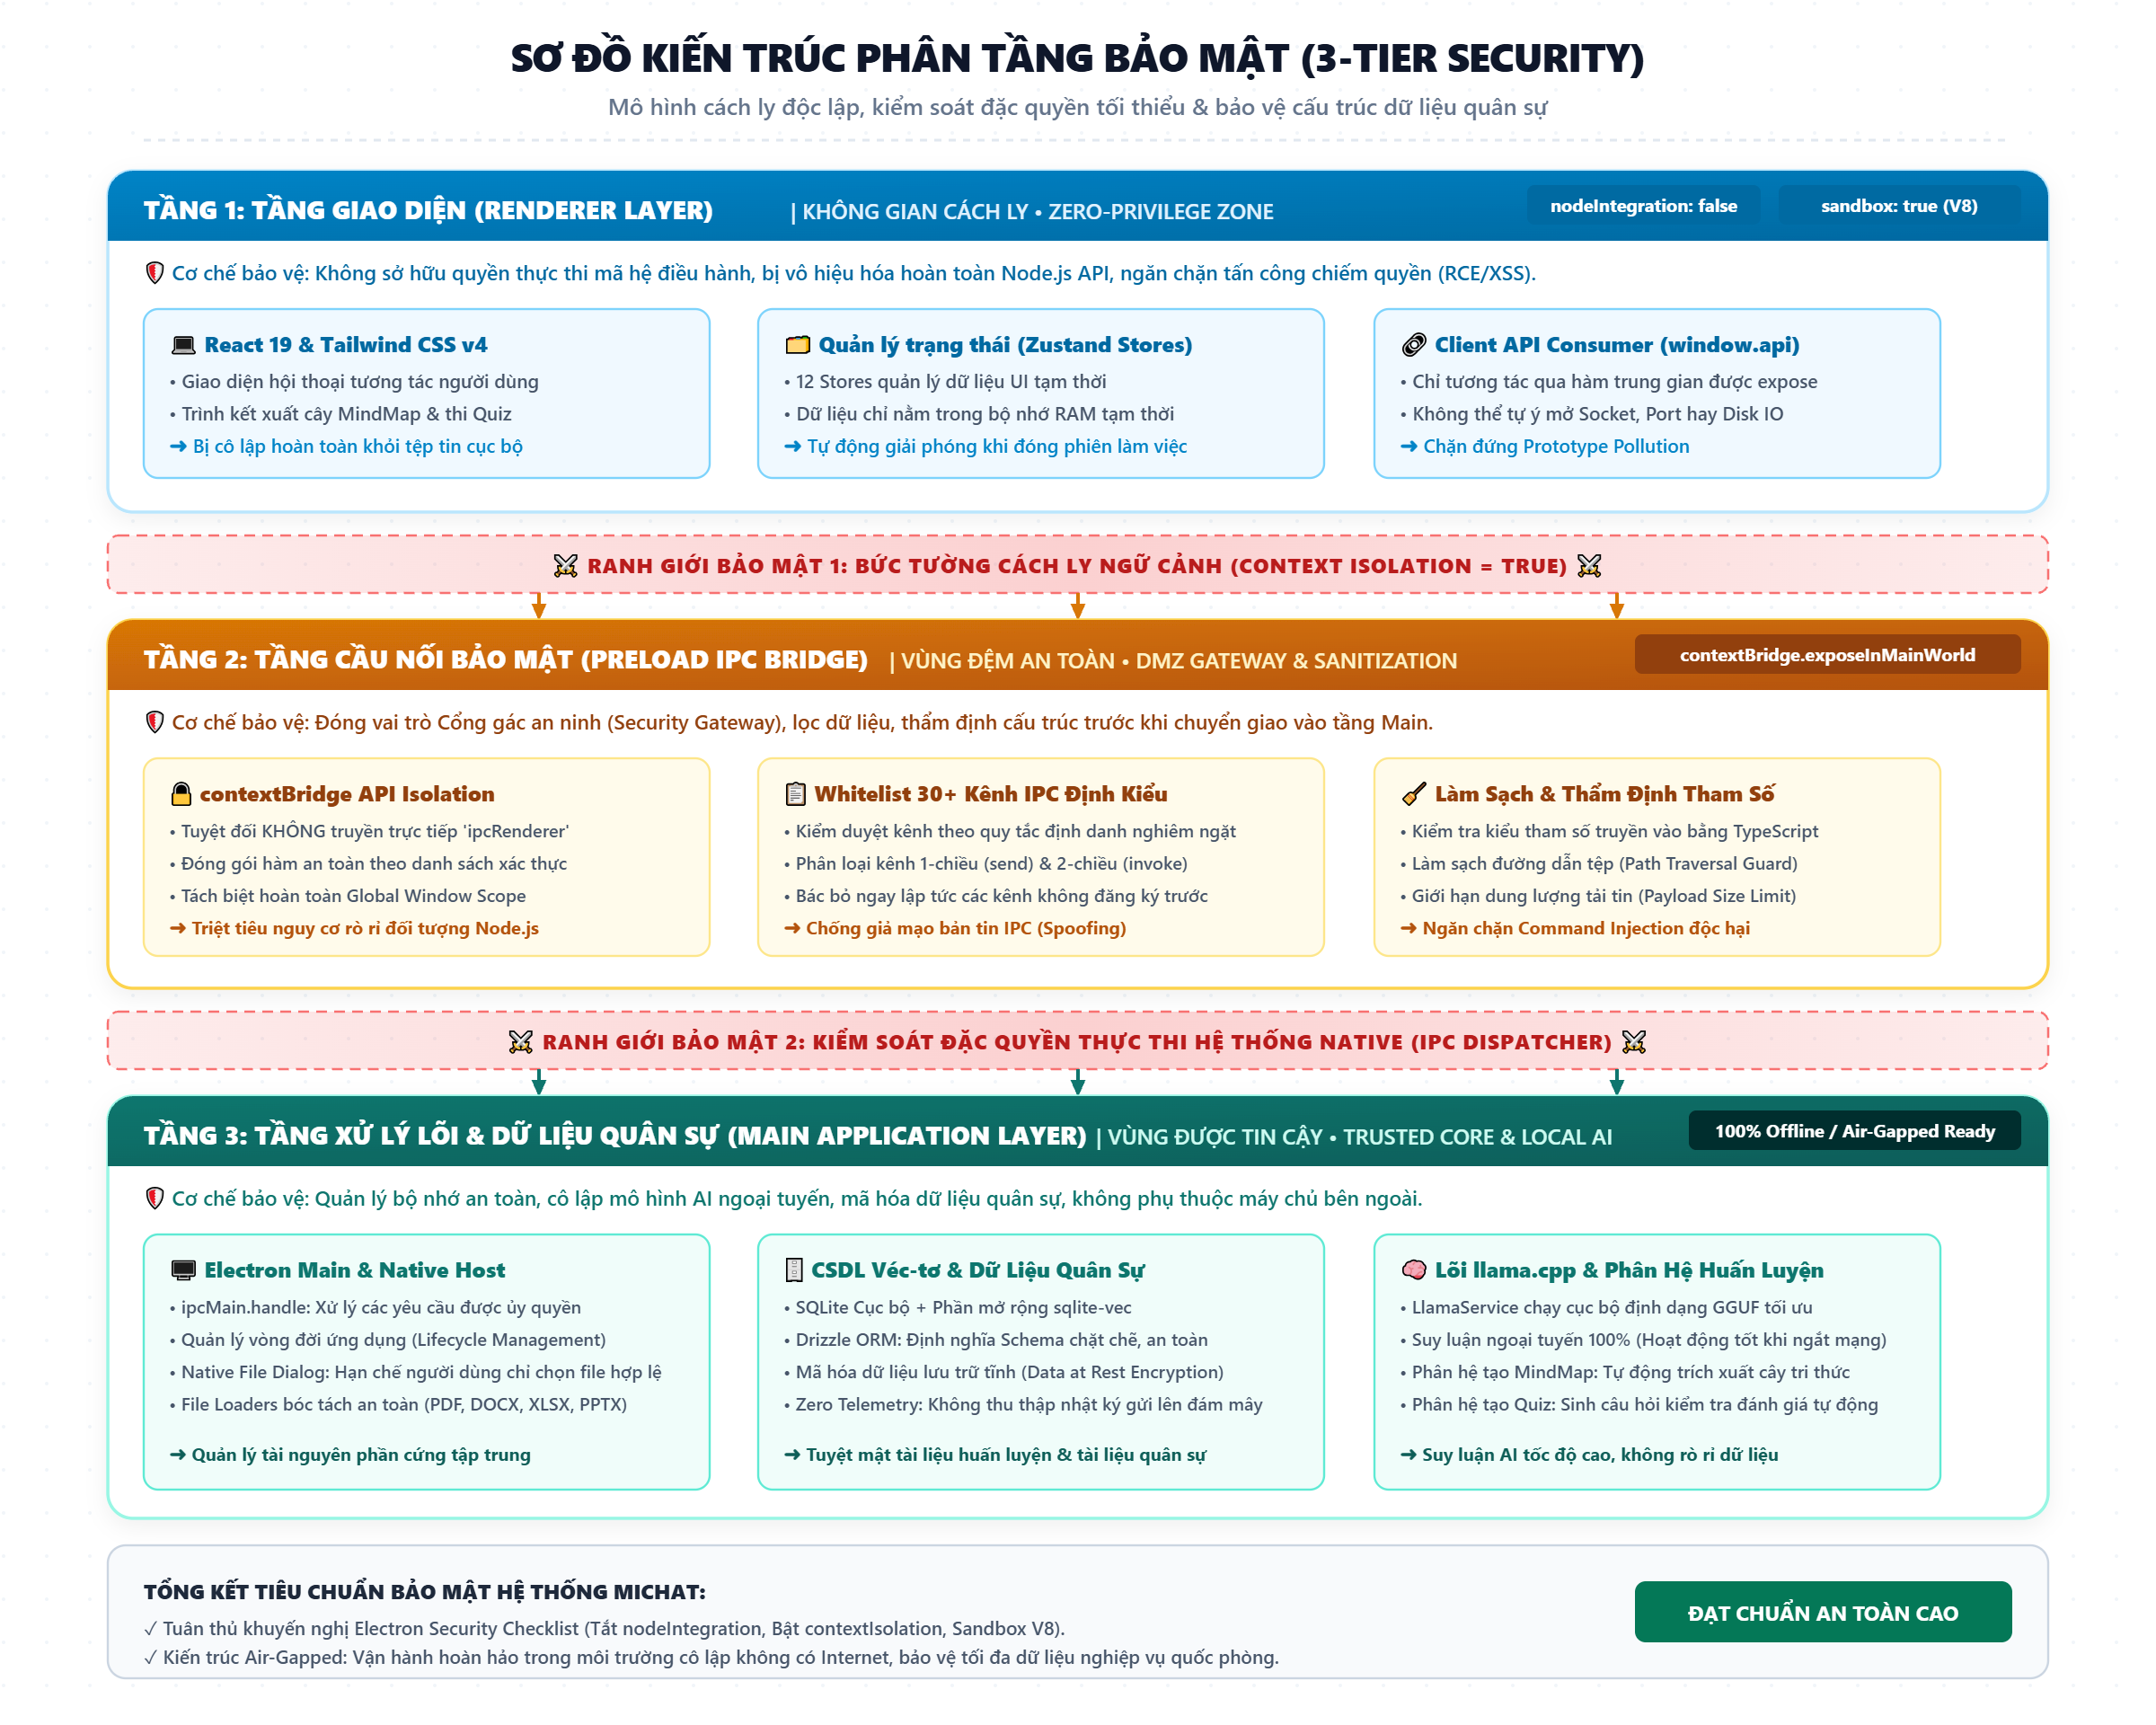 SƠ ĐỒ KIẾN TRÚC PHÂN TẦNG BẢO MẬT (3-TIER SECURITY)
Mô hình cách ly độc lập, kiểm soát đặc quyền tối thiểu & bảo vệ cấu trúc dữ liệu quân sự
TẦNG 1: TẦNG GIAO DIỆN (RENDERER LAYER) | KHÔNG GIAN CÁCH LY • ZERO-PRIVILEGE ZONE nodeIntegration: false sandbox: true (V8)
Cơ chế bảo vệ: Không sở hữu quyền thực thi mã hệ điều hành, bị vô hiệu hóa hoàn toàn Node.js API, ngăn chặn tấn công chiếm quyền (RCE/XSS).
React 19 & Tailwind CSS v4
• Giao diện hội thoại tương tác người dùng
• Trình kết xuất cây MindMap & thi Quiz
➜ Bị cô lập hoàn toàn khỏi tệp tin cục bộ
Quản lý trạng thái (Zustand Stores)
• 12 Stores quản lý dữ liệu UI tạm thời
• Dữ liệu chỉ nằm trong bộ nhớ RAM tạm thời
➜ Tự động giải phóng khi đóng phiên làm việc
Client API Consumer (window.api)
• Chỉ tương tác qua hàm trung gian được expose
• Không thể tự ý mở Socket, Port hay Disk IO
➜ Chặn đứng Prototype Pollution
RANH GIỚI BẢO MẬT 1: BỨC TƯỜNG CÁCH LY NGỮ CẢNH (CONTEXT ISOLATION = TRUE)
TẦNG 2: TẦNG CẦU NỐI BẢO MẬT (PRELOAD IPC BRIDGE) | VÙNG ĐỆM AN TOÀN • DMZ GATEWAY & SANITIZATION contextBridge.exposeInMainWorld
Cơ chế bảo vệ: Đóng vai trò Cổng gác an ninh (Security Gateway), lọc dữ liệu, thẩm định cấu trúc trước khi chuyển giao vào tầng Main.
contextBridge API Isolation
• Tuyệt đối KHÔNG truyền trực tiếp 'ipcRenderer'
• Đóng gói hàm an toàn theo danh sách xác thực
• Tách biệt hoàn toàn Global Window Scope
➜ Triệt tiêu nguy cơ rò rỉ đối tượng Node.js
Whitelist 30+ Kênh IPC Định Kiểu
• Kiểm duyệt kênh theo quy tắc định danh nghiêm ngặt
• Phân loại kênh 1-chiều (send) & 2-chiều (invoke)
• Bác bỏ ngay lập tức các kênh không đăng ký trước
➜ Chống giả mạo bản tin IPC (Spoofing)
Làm Sạch & Thẩm Định Tham Số
• Kiểm tra kiểu tham số truyền vào bằng TypeScript
• Làm sạch đường dẫn tệp (Path Traversal Guard)
• Giới hạn dung lượng tải tin (Payload Size Limit)
➜ Ngăn chặn Command Injection độc hại
RANH GIỚI BẢO MẬT 2: KIỂM SOÁT ĐẶC QUYỀN THỰC THI HỆ THỐNG NATIVE (IPC DISPATCHER)
TẦNG 3: TẦNG XỬ LÝ LÕI & DỮ LIỆU QUÂN SỰ (MAIN APPLICATION LAYER) | VÙNG ĐƯỢC TIN CẬY • TRUSTED CORE & LOCAL AI 100% Offline / Air-Gapped Ready
Cơ chế bảo vệ: Quản lý bộ nhớ an toàn, cô lập mô hình AI ngoại tuyến, mã hóa dữ liệu quân sự, không phụ thuộc máy chủ bên ngoài.
Electron Main & Native Host
• ipcMain.handle: Xử lý các yêu cầu được ủy quyền
• Quản lý vòng đời ứng dụng (Lifecycle Management)
• Native File Dialog: Hạn chế người dùng chỉ chọn file hợp lệ
• File Loaders bóc tách an toàn (PDF, DOCX, XLSX, PPTX)
➜ Quản lý tài nguyên phần cứng tập trung
CSDL Véc-tơ & Dữ Liệu Quân Sự
• SQLite Cục bộ + Phần mở rộng sqlite-vec
• Drizzle ORM: Định nghĩa Schema chặt chẽ, an toàn
• Mã hóa dữ liệu lưu trữ tĩnh (Data at Rest Encryption)
• Zero Telemetry: Không thu thập nhật ký gửi lên đám mây
➜ Tuyệt mật tài liệu huấn luyện & tài liệu quân sự
Lõi llama.cpp & Phân Hệ Huấn Luyện
• LlamaService chạy cục bộ định dạng GGUF tối ưu
• Suy luận ngoại tuyến 100% (Hoạt động tốt khi ngắt mạng)
• Phân hệ tạo MindMap: Tự động trích xuất cây tri thức
• Phân hệ tạo Quiz: Sinh câu hỏi kiểm tra đánh giá tự động
➜ Suy luận AI tốc độ cao, không rò rỉ dữ liệu
TỔNG KẾT TIÊU CHUẨN BẢO MẬT HỆ THỐNG MICHAT:
✓ Tuân thủ khuyến nghị Electron Security Checklist (Tắt nodeIntegration, Bật contextIsolation, Sandbox V8).
✓ Kiến trúc Air-Gapped: Vận hành hoàn hảo trong môi trường cô lập không có Internet, bảo vệ tối đa dữ liệu nghiệp vụ quốc phòng.
ĐẠT CHUẨN AN TOÀN CAO